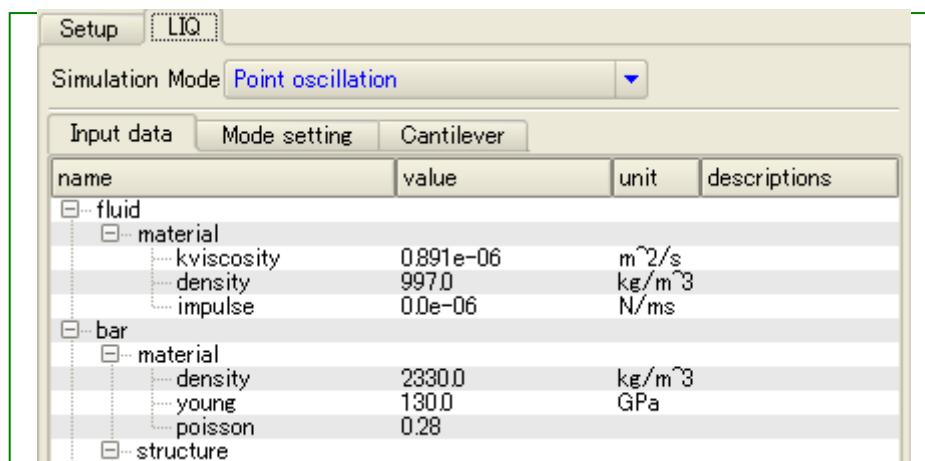 Setup LIQ
Simulation Mode Point oscillation
Input data Mode setting Cantilever
name value unit descriptions
fluid
material
kviscosity 0.891e-06 m^2/s
density 997.0 kg/m^3
impulse 0.0e-06 N/ms
bar
material
density 2330.0 kg/m^3
young 130.0 GPa
poisson 0.28
structure